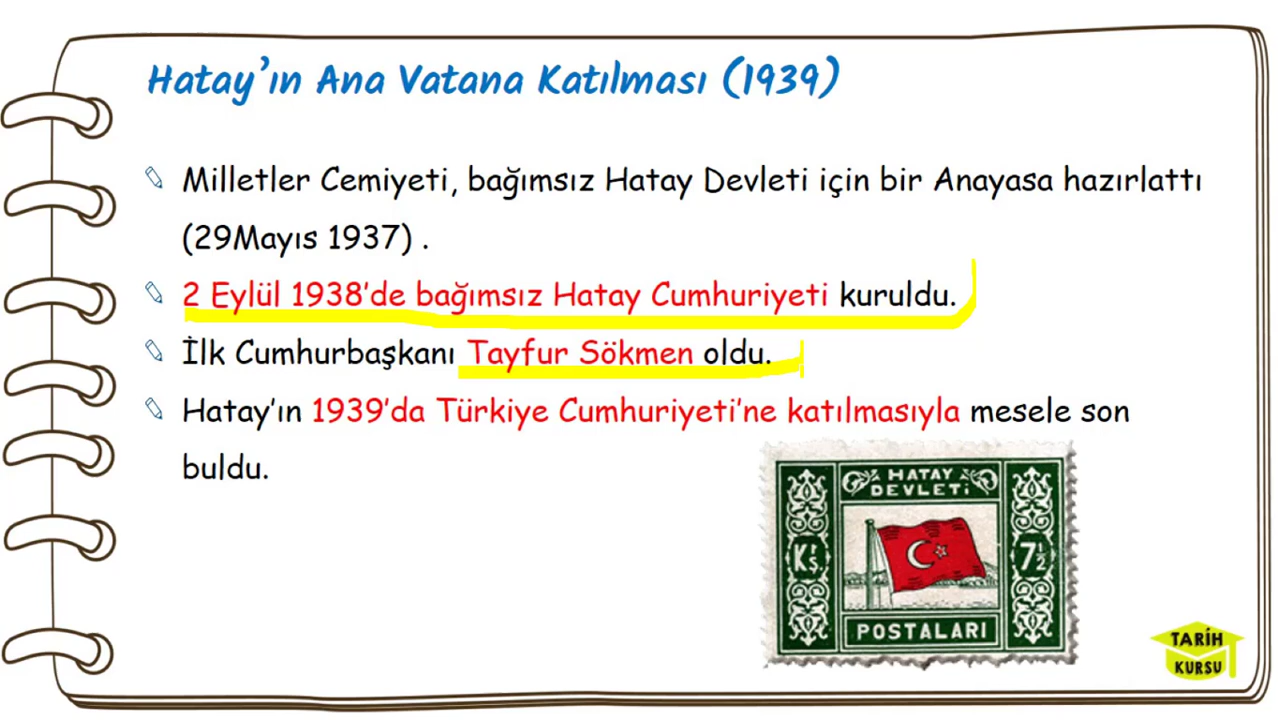 Hatay’ın Ana Vatana Katılması (1939)
Milletler Cemiyeti, bağımsız Hatay Devleti için bir Anayasa hazırlattı
(29Mayıs 1937) .
2 Eylül 1938’de bağımsız Hatay Cumhuriyeti kuruldu.
İlk Cumhurbaşkanı Tayfur Sökmen oldu.
Hatay’ın 1939’da Türkiye Cumhuriyeti’ne katılmasıyla mesele son
buldu.
HATAY
DEVLETİ
Kş. 7½
POSTALARI
TARİH
KURSU